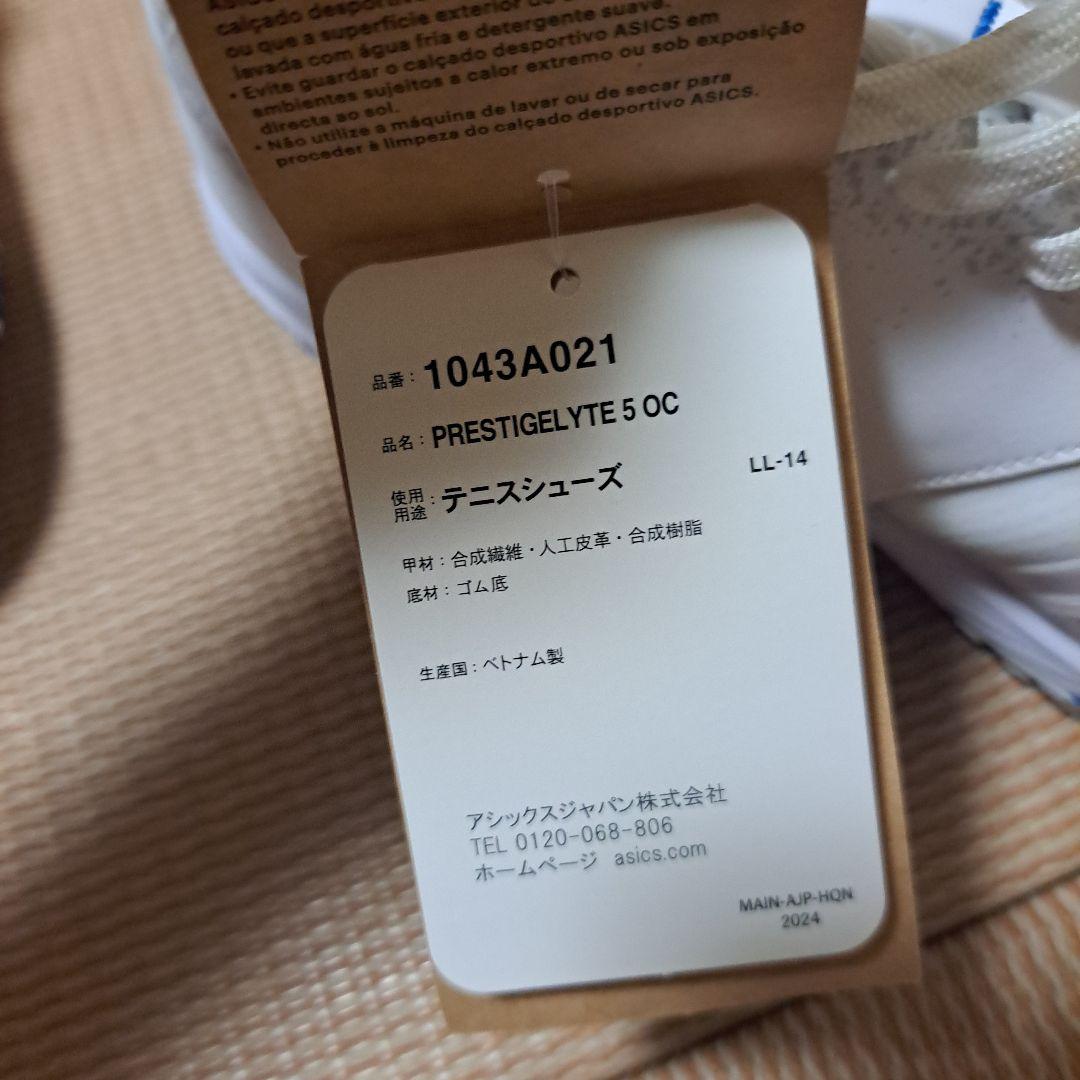 calçado desportivo
ou que a superfície exterior do
lavada com água fria e detergente suave.
• Evite guardar o calçado desportivo ASICS em
ambientes sujeitos a calor extremo ou sob exposição
directa ao sol.
• Não utilize a máquina de lavar ou de secar para
proceder à limpeza do calçado desportivo ASICS.
品番：1043A021
品名：PRESTIGELYTE 5 OC
使用用途：テニスシューズ
LL-14
甲材：合成繊維・人工皮革・合成樹脂
底材：ゴム底
生産国：ベトナム製
アシックスジャパン株式会社
TEL 0120-068-806
ホームページ asics.com
MAIN-AJP-HQN
2024